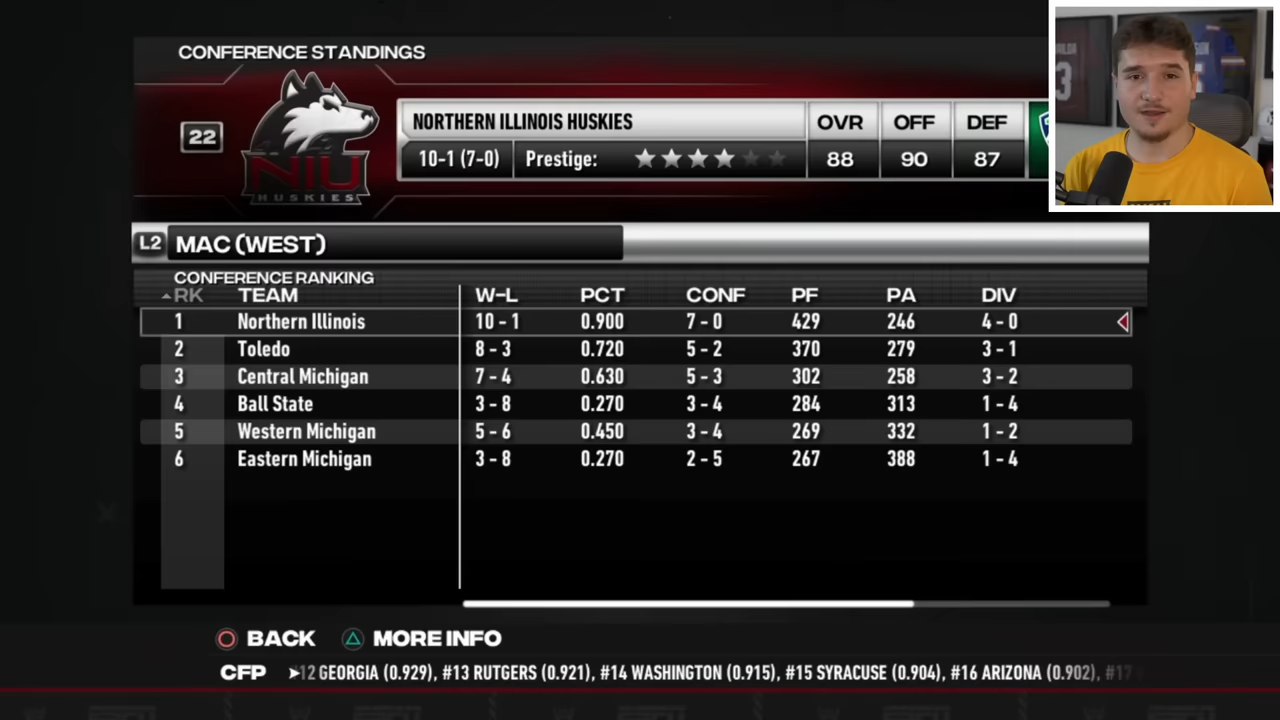 CONFERENCE STANDINGS
22
NIU
HUSKIES
NORTHERN ILLINOIS HUSKIES
OVR OFF DEF
10-1 (7-0) Prestige: 88 90 87
L2 MAC (WEST)
CONFERENCE RANKING
RK TEAM W-L PCT CONF PF PA DIV
1 Northern Illinois 10 - 1 0.900 7 - 0 429 246 4 - 0
2 Toledo 8 - 3 0.720 5 - 2 370 279 3 - 1
3 Central Michigan 7 - 4 0.630 5 - 3 302 258 3 - 2
4 Ball State 3 - 8 0.270 3 - 4 284 313 1 - 4
5 Western Michigan 5 - 6 0.450 3 - 4 269 332 1 - 2
6 Eastern Michigan 3 - 8 0.270 2 - 5 267 388 1 - 4
BACK MORE INFO
CFP 12 GEORGIA (0.929), #13 RUTGERS (0.921), #14 WASHINGTON (0.915), #15 SYRACUSE (0.904), #16 ARIZONA (0.902), #17